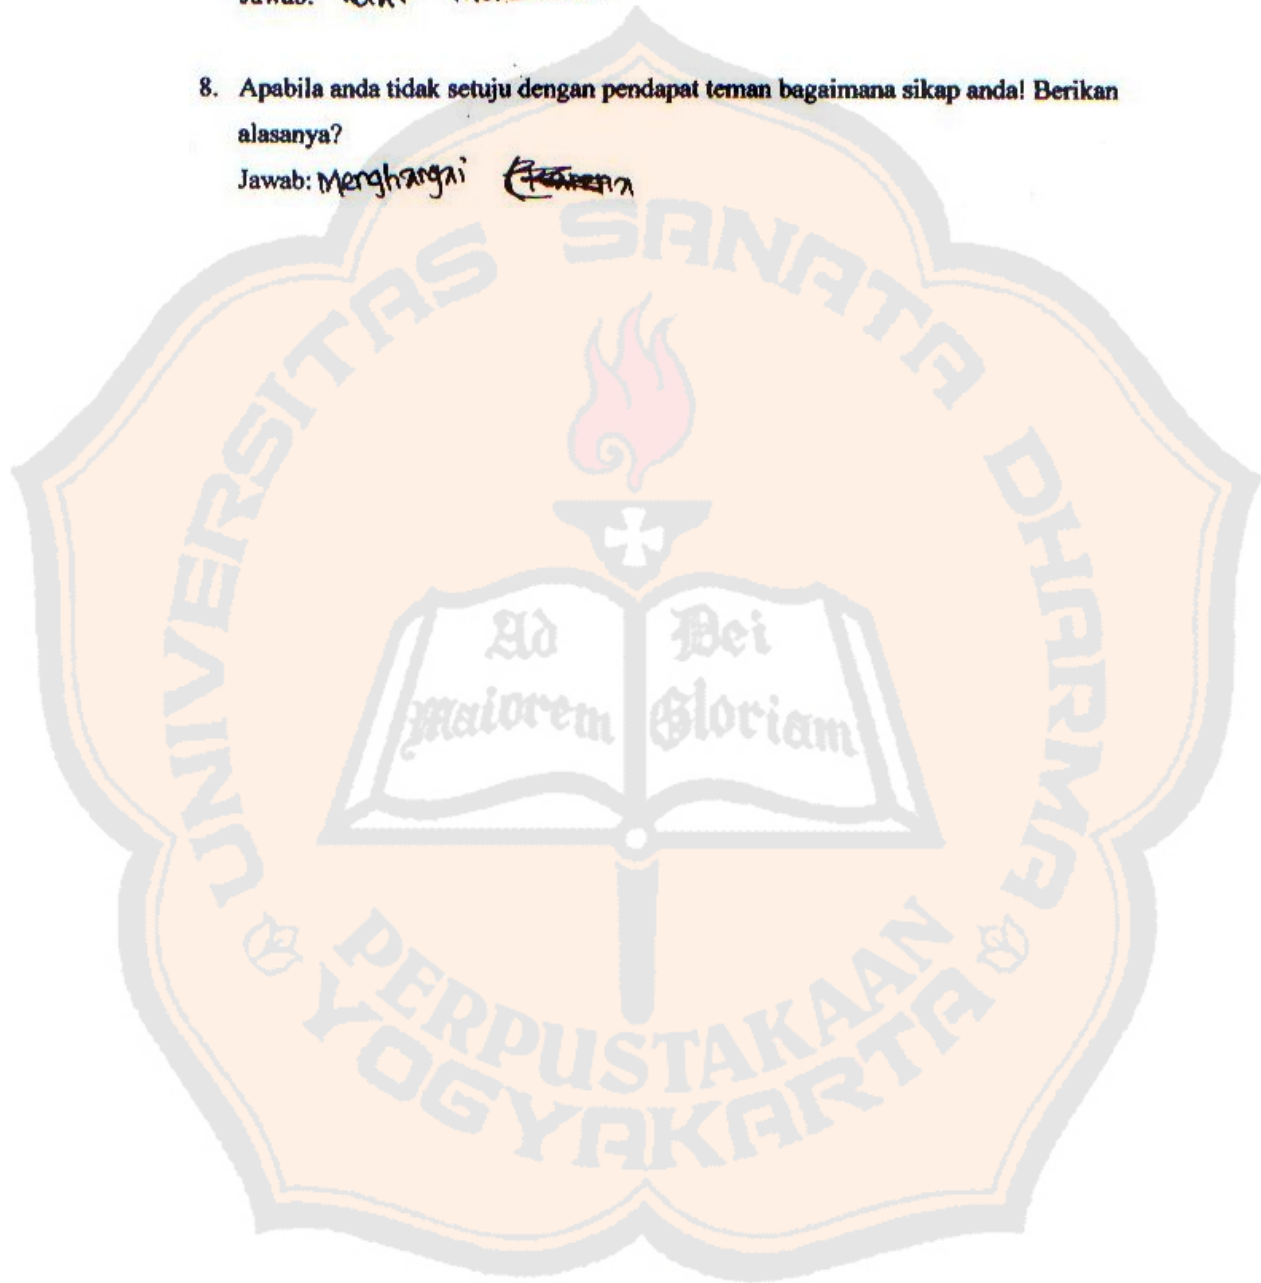 8. Apabila anda tidak setuju dengan pendapat teman bagaimana sikap anda! Berikan
alasanya?
Jawab: Menghargai
UNIVERSITAS SANATA DHARMA
Ad Dei
Maiorem Gloriam
PERPUSTAKAAN
YOGYAKARTA